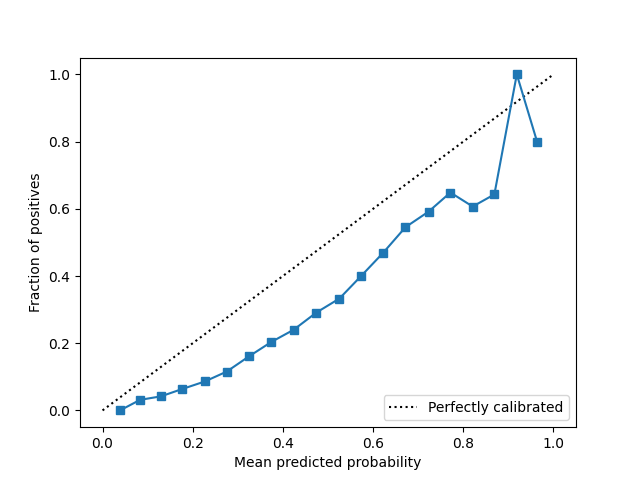 1.0
0.8
0.6
0.4
0.2
0.0
Fraction of positives
Perfectly calibrated
0.0 0.2 0.4 0.6 0.8 1.0
Mean predicted probability